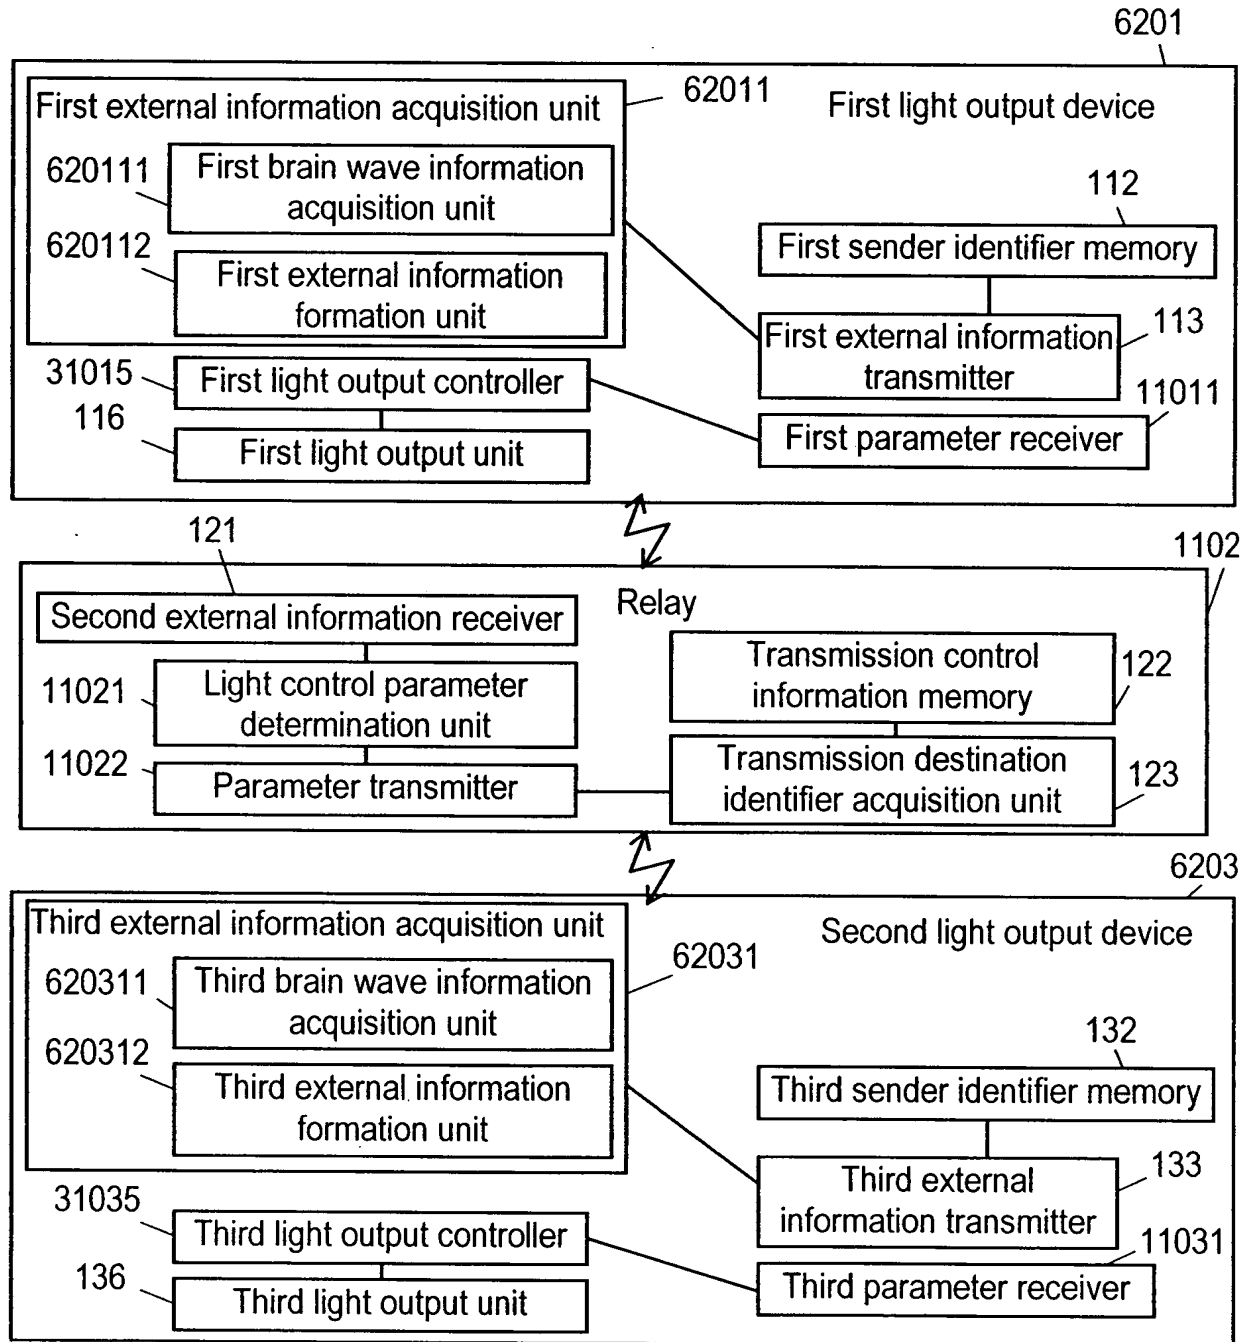 6201
First external information acquisition unit
62011
First light output device
620111
First brain wave information
acquisition unit
112
620112
First sender identifier memory
First external information
formation unit
113
First external information
transmitter
31015
First light output controller
11011
116
First parameter receiver
First light output unit
121
1102
Second external information receiver
Relay
Transmission control
information memory
122
11021
Light control parameter
determination unit
11022
Parameter transmitter
Transmission destination
identifier acquisition unit
123
6203
Third external information acquisition unit
Second light output device
62031
620311
Third brain wave information
acquisition unit
132
620312
Third sender identifier memory
Third external information
formation unit
133
Third external
information transmitter
31035
Third light output controller
11031
136
Third parameter receiver
Third light output unit